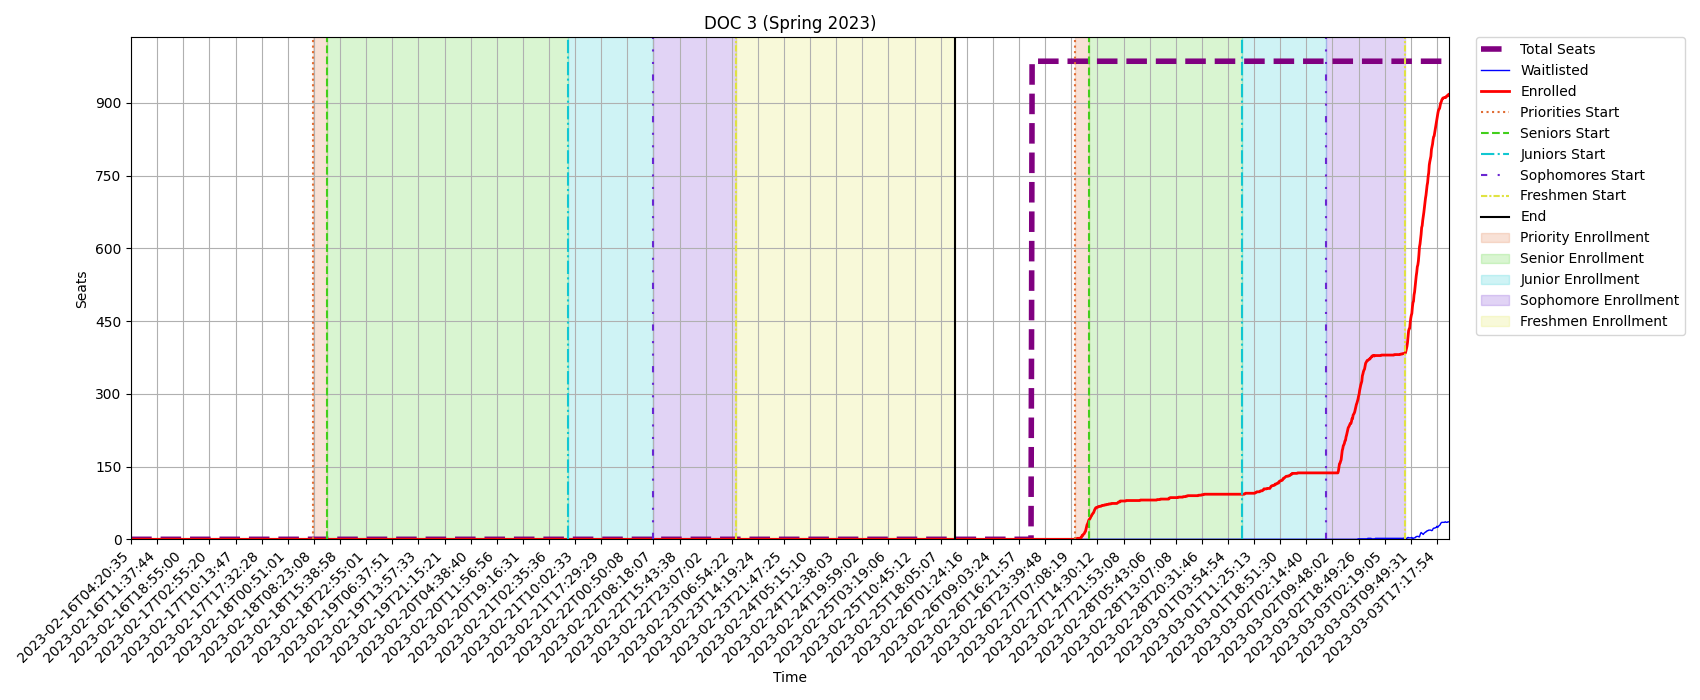 DOC 3 (Spring 2023)
Seats
900
750
600
450
300
150
0
2023-02-16T04:20:35
2023-02-16T11:37:44
2023-02-16T18:55:00
2023-02-17T02:55:20
2023-02-17T10:13:47
2023-02-17T17:32:28
2023-02-18T00:51:01
2023-02-18T08:23:08
2023-02-18T15:38:58
2023-02-18T22:55:01
2023-02-19T06:37:51
2023-02-19T13:57:33
2023-02-19T21:15:21
2023-02-20T04:38:40
2023-02-20T11:56:56
2023-02-20T19:16:31
2023-02-21T02:35:36
2023-02-21T10:02:33
2023-02-21T17:29:29
2023-02-22T00:50:08
2023-02-22T08:18:07
2023-02-22T15:43:38
2023-02-22T23:07:02
2023-02-23T06:54:22
2023-02-23T14:19:24
2023-02-23T21:47:25
2023-02-24T05:15:10
2023-02-24T12:38:03
2023-02-24T19:59:02
2023-02-25T03:19:06
2023-02-25T10:45:12
2023-02-25T18:05:07
2023-02-26T01:24:16
2023-02-26T09:03:24
2023-02-26T16:21:57
2023-02-26T23:39:48
2023-02-27T07:08:19
2023-02-27T14:30:12
2023-02-27T21:53:08
2023-02-28T05:43:06
2023-02-28T13:07:08
2023-02-28T20:31:46
2023-03-01T03:54:54
2023-03-01T11:25:13
2023-03-01T18:51:30
2023-03-02T02:14:40
2023-03-02T09:48:02
2023-03-02T18:49:26
2023-03-03T02:19:05
2023-03-03T09:49:31
2023-03-03T17:17:54
Time
Total Seats
Waitlisted
Enrolled
Priorities Start
Seniors Start
Juniors Start
Sophomores Start
Freshmen Start
End
Priority Enrollment
Senior Enrollment
Junior Enrollment
Sophomore Enrollment
Freshmen Enrollment